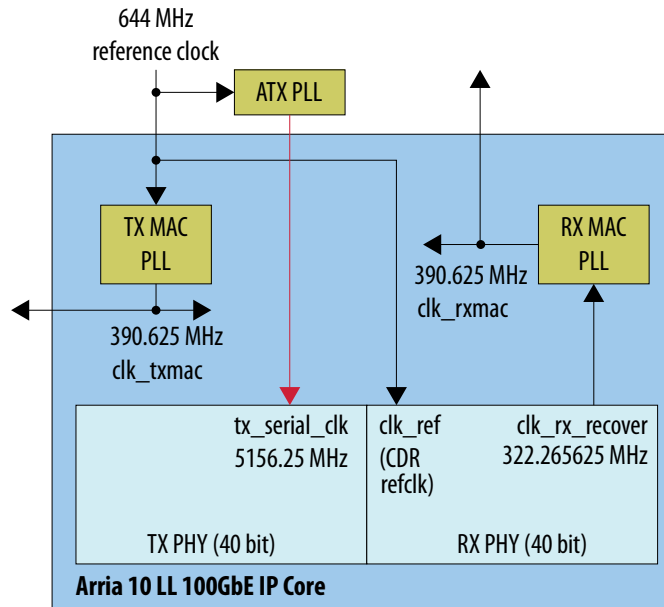 644 MHz
reference clock
ATX PLL
TX MAC
PLL
RX MAC
PLL
390.625 MHz
clk_rxmac
390.625 MHz
clk_txmac
tx_serial_clk
5156.25 MHz
clk_ref
(CDR
refclk)
clk_rx_recover
322.265625 MHz
TX PHY (40 bit)
RX PHY (40 bit)
Arria 10 LL 100GbE IP Core